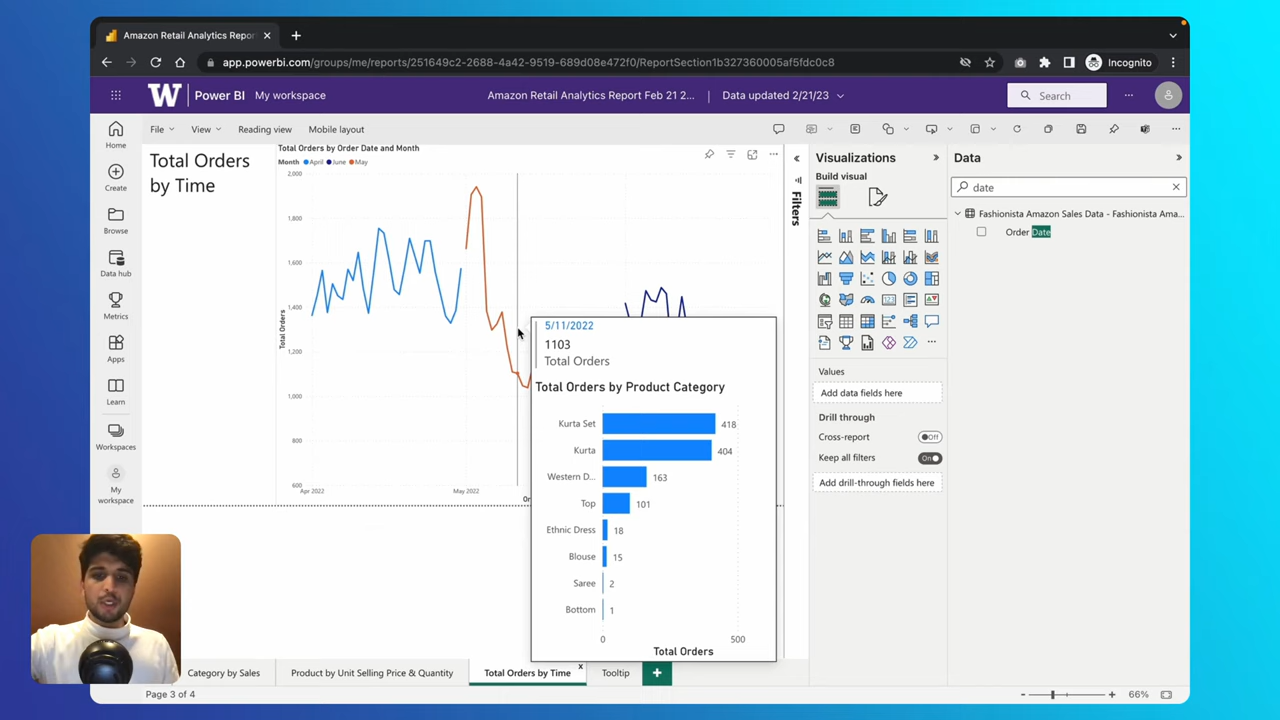 Amazon Retail Analytics Repor
app.powerbi.com/groups/me/reports/251649c2-2688-4a42-9519-689d08e472f0/ReportSection1b327360005af5fdc0c8
Incognito
W
Power BI
My workspace
Amazon Retail Analytics Report Feb 21 2...
Data updated 2/21/23
Search
File
View
Reading view
Mobile layout
Home
Create
Browse
Data hub
Metrics
Apps
Learn
Workspaces
My
workspace
Total Orders
by Time
Total Orders by Order Date and Month
Month
April
June
May
2,000
1,800
1,600
1,400
1,200
1,000
800
600
Total Orders
Apr 2022
May 2022
5/11/2022
1103
Total Orders
Total Orders by Product Category
Kurta Set 418
Kurta 404
Western D... 163
Top 101
Ethnic Dress 18
Blouse 15
Saree 2
Bottom 1
0 500
Total Orders
Filters
Visualizations
Build visual
Values
Add data fields here
Drill through
Cross-report
Off
Keep all filters
On
Add drill-through fields here
Data
date
Fashionista Amazon Sales Data - Fashionista Ama...
Order Date
Category by Sales
Product by Unit Selling Price & Quantity
Total Orders by Time
x
Tooltip
Page 3 of 4
66%